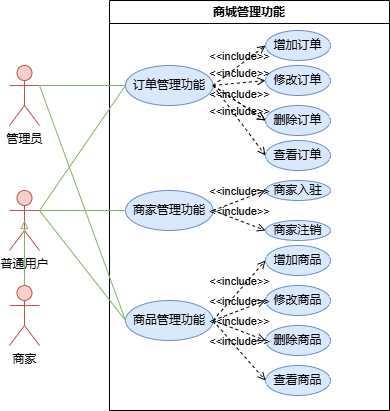 商城管理功能
增加订单
<<include>>
修改订单
<<include>>
订单管理功能
<<include>>
删除订单
<<include>>
查看订单
管理员
商家入驻
<<include>>
商家管理功能
<<include>>
商家注销
普通用户
增加商品
<<include>>
修改商品
<<include>>
商品管理功能
<<include>>
删除商品
<<include>>
查看商品
商家